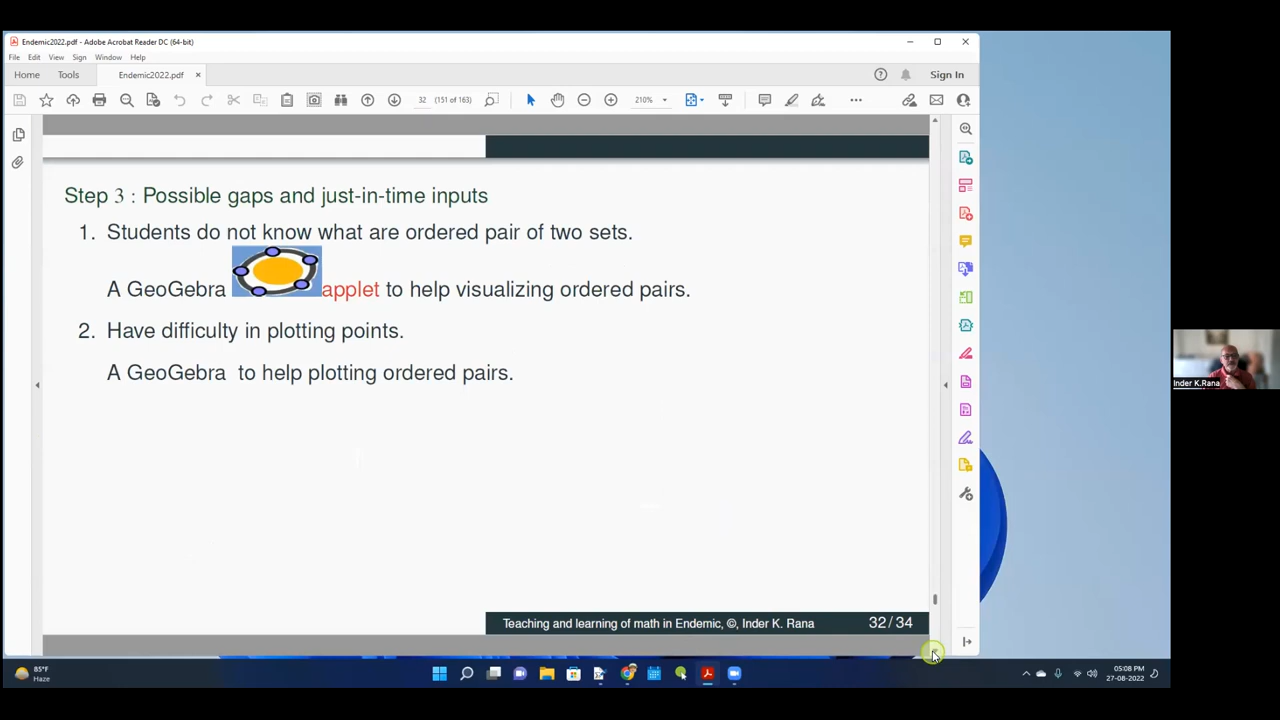 Endemic2022.pdf - Adobe Acrobat Reader DC (64-bit)
File Edit View Sign Window Help
Home Tools Endemic2022.pdf × Sign In
32 (151 of 163) 210%
Step 3 : Possible gaps and just-in-time inputs
1. Students do not know what are ordered pair of two sets.
A GeoGebra applet to help visualizing ordered pairs.
2. Have difficulty in plotting points.
A GeoGebra to help plotting ordered pairs.
Teaching and learning of math in Endemic, ©, Inder K. Rana 32/34
Inder K.Rana
85°F
Haze
05:08 PM
27-08-2022